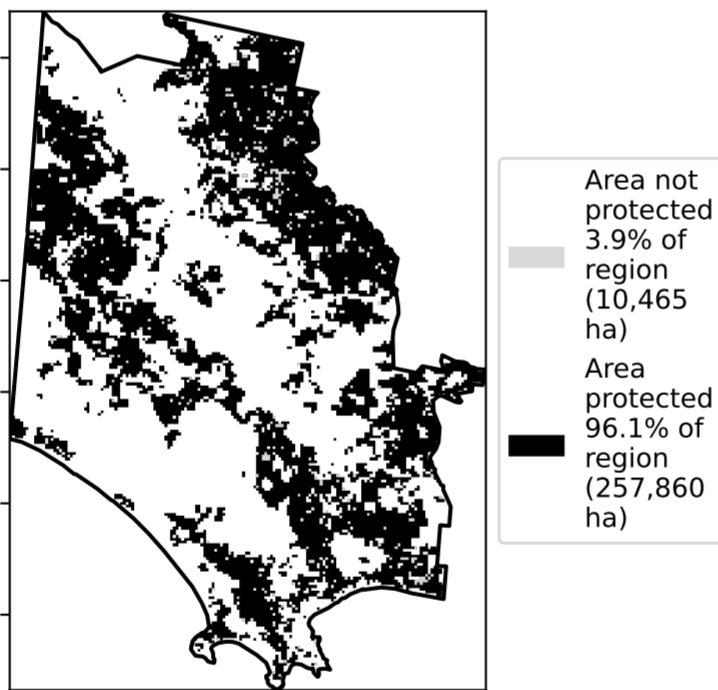 Area not
protected
3.9% of
region
(10,465
ha)
Area
protected
96.1% of
region
(257,860
ha)